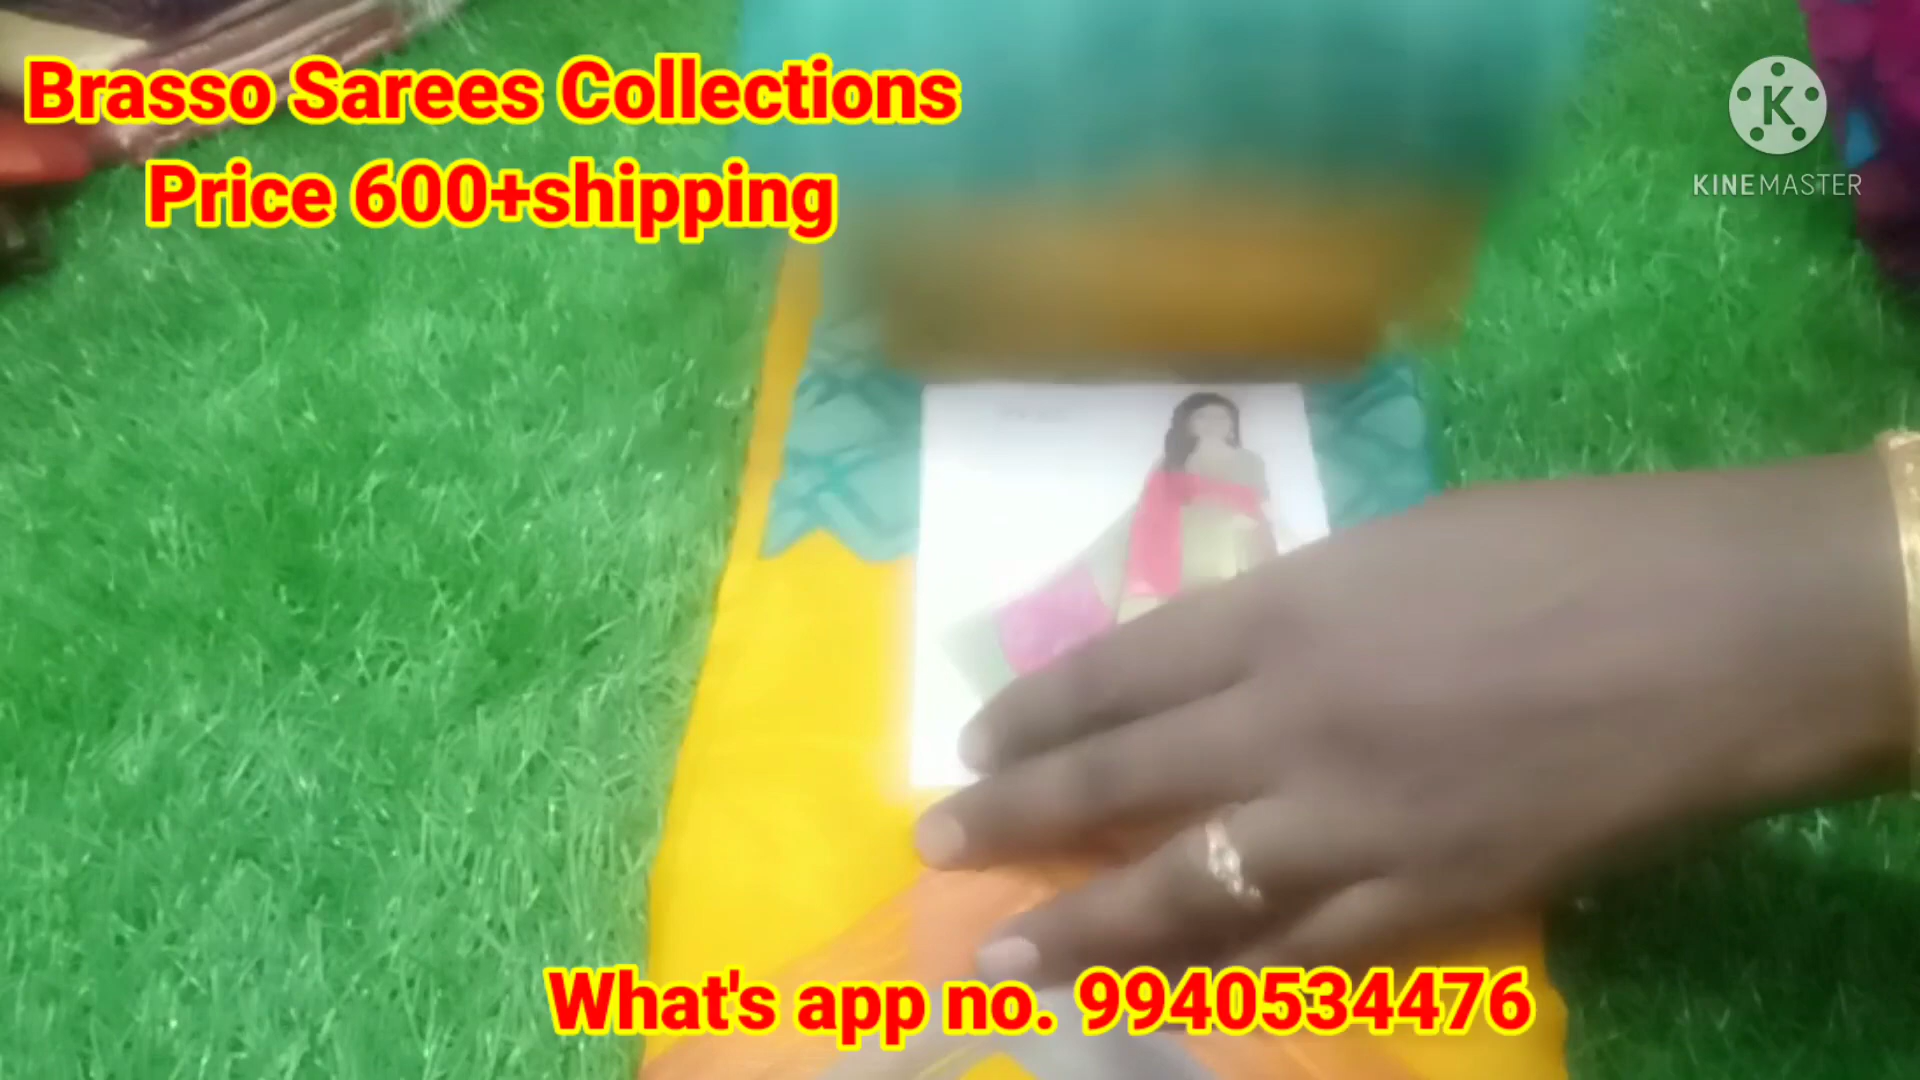 Brasso Sarees Collections
Price 600+shipping
KINEMASTER
What's app no. 9940534476